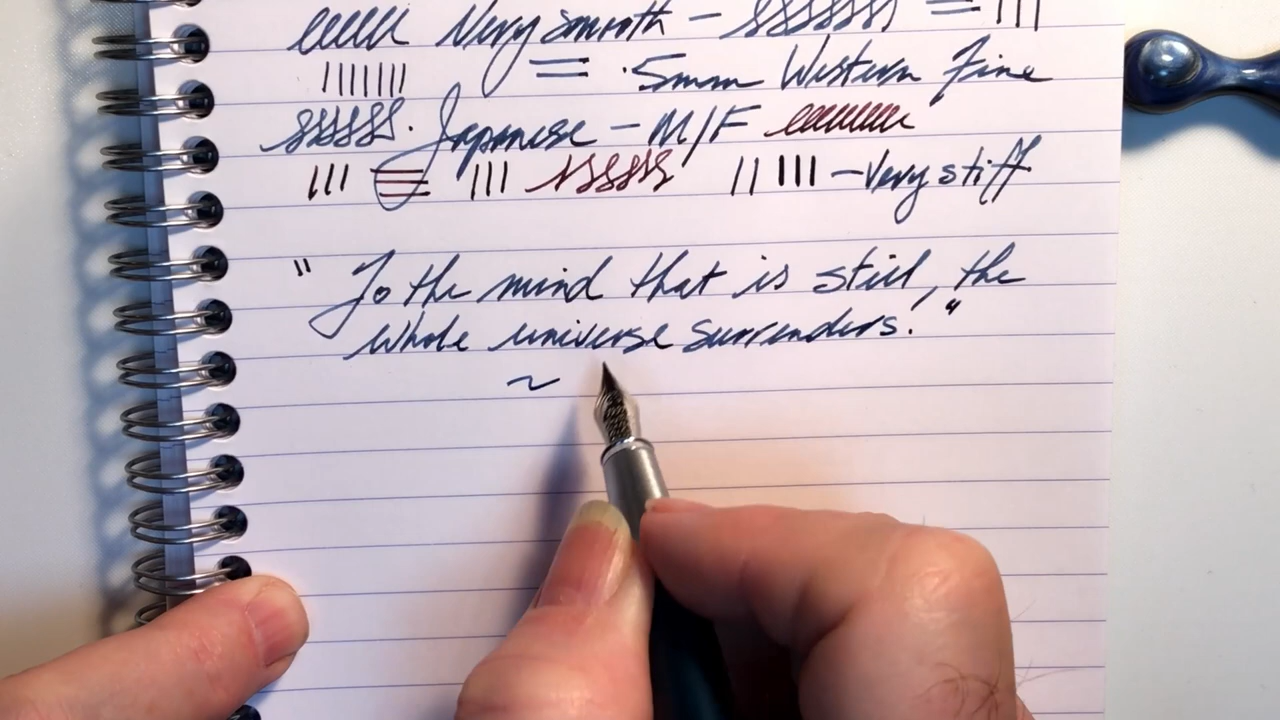 Very smooth - =
= .5mm Western Fine
Japanese - M/F
- Very stiff
"To the mind that is still, the
whole universe surrenders."
~